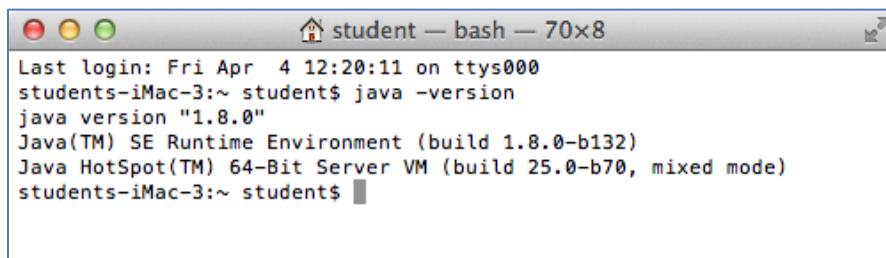 student — bash — 70×8
Last login: Fri Apr  4 12:20:11 on ttys000
students-iMac-3:~ student$ java -version
java version "1.8.0"
Java(TM) SE Runtime Environment (build 1.8.0-b132)
Java HotSpot(TM) 64-Bit Server VM (build 25.0-b70, mixed mode)
students-iMac-3:~ student$